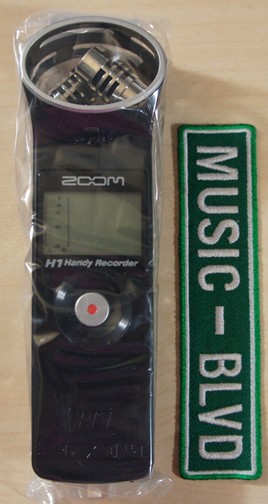 ZOOM
H1 Handy Recorder
MUSIC - BLVD